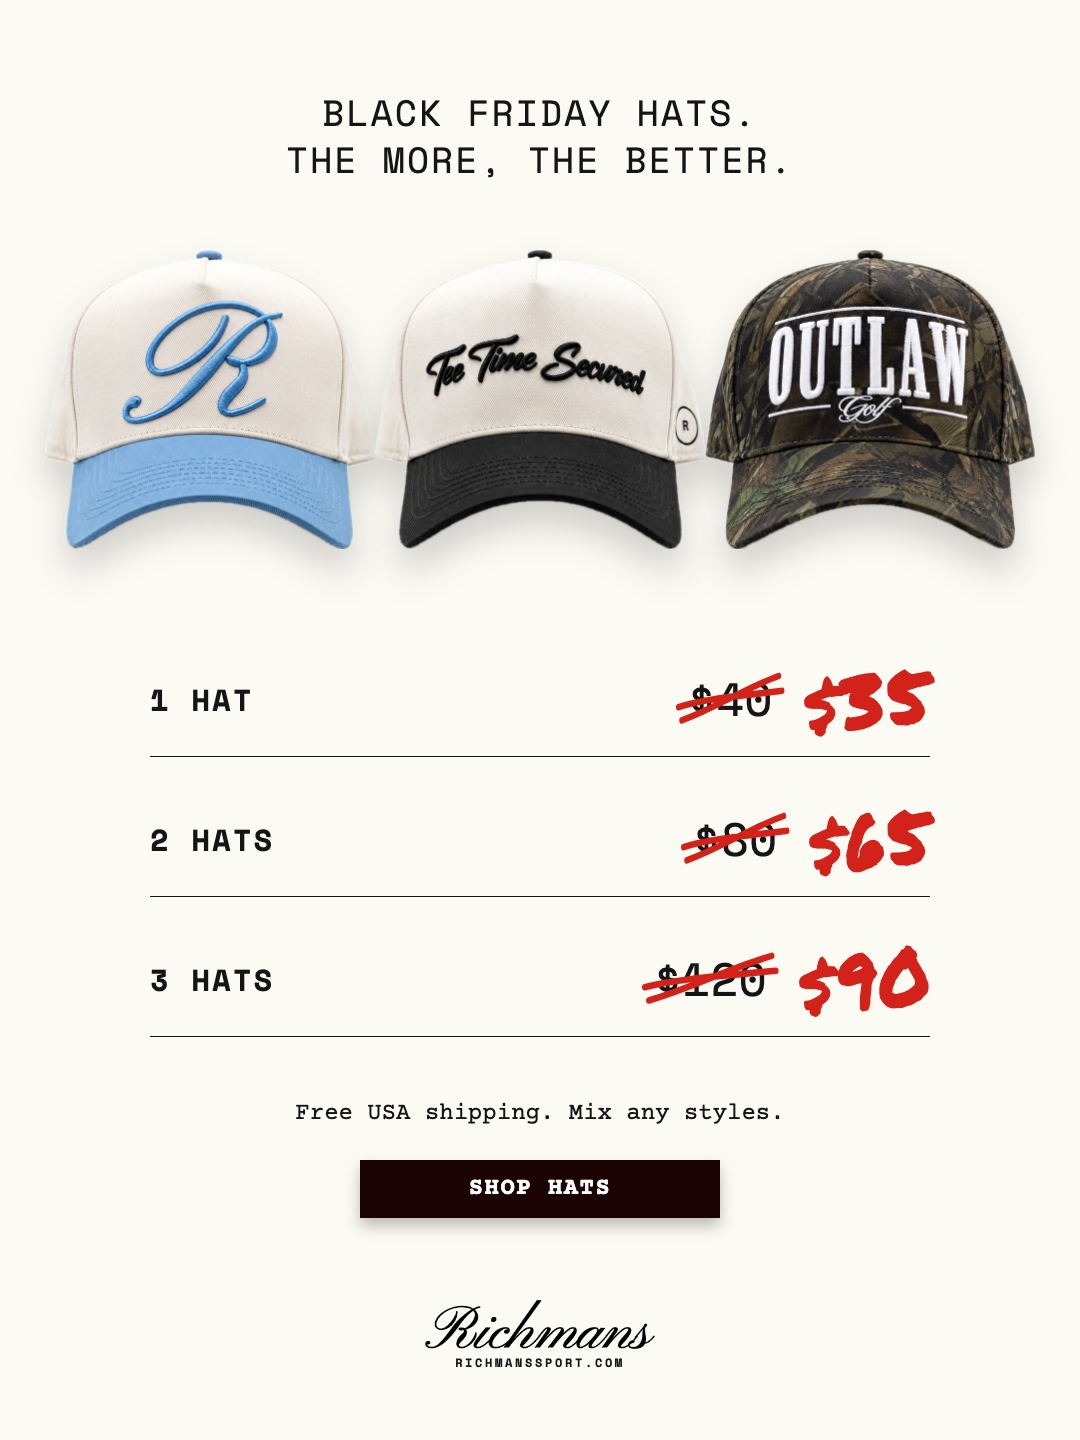 BLACK FRIDAY HATS.
THE MORE, THE BETTER.
R
Tee Time Secured
R
OUTLAW
Golf
1 HAT $40 $35
2 HATS $80 $65
3 HATS $120 $90
Free USA shipping. Mix any styles.
SHOP HATS
Richmans
RICHMANSSPORT.COM